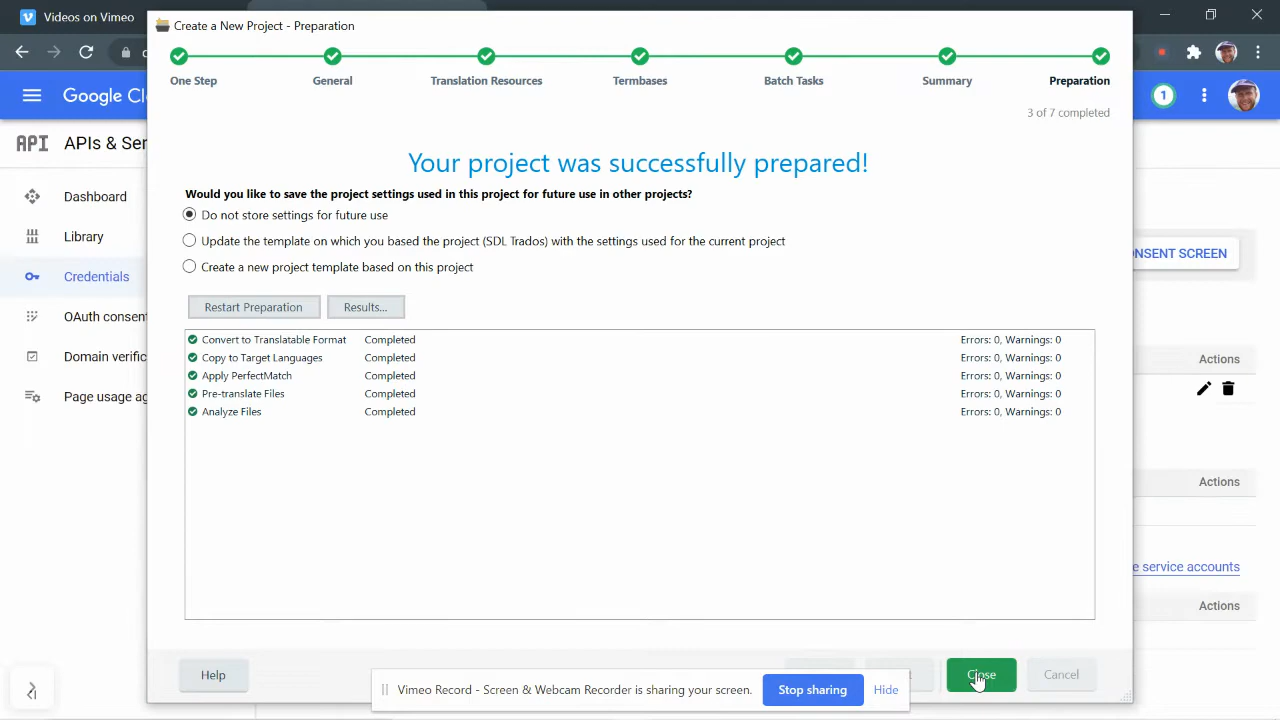 Videos on Vimeo
Create a New Project - Preparation
One Step
General
Translation Resources
Termbases
Batch Tasks
Summary
Preparation
3 of 7 completed
Google Cl
1
API
APIs & Ser
Dashboard
Library
Credentials
OAuth consent
Domain verific
Page usage ag
Your project was successfully prepared!
Would you like to save the project settings used in this project for future use in other projects?
Do not store settings for future use
Update the template on which you based the project (SDL Trados) with the settings used for the current project
Create a new project template based on this project
Restart Preparation
Results...
Convert to Translatable Format Completed Errors: 0, Warnings: 0
Copy to Target Languages Completed Errors: 0, Warnings: 0
Apply PerfectMatch Completed Errors: 0, Warnings: 0
Pre-translate Files Completed Errors: 0, Warnings: 0
Analyze Files Completed Errors: 0, Warnings: 0
NSENT SCREEN
Actions
Actions
e service accounts
Actions
Help
Close
Cancel
Vimeo Record - Screen & Webcam Recorder is sharing your screen.
Stop sharing
Hide